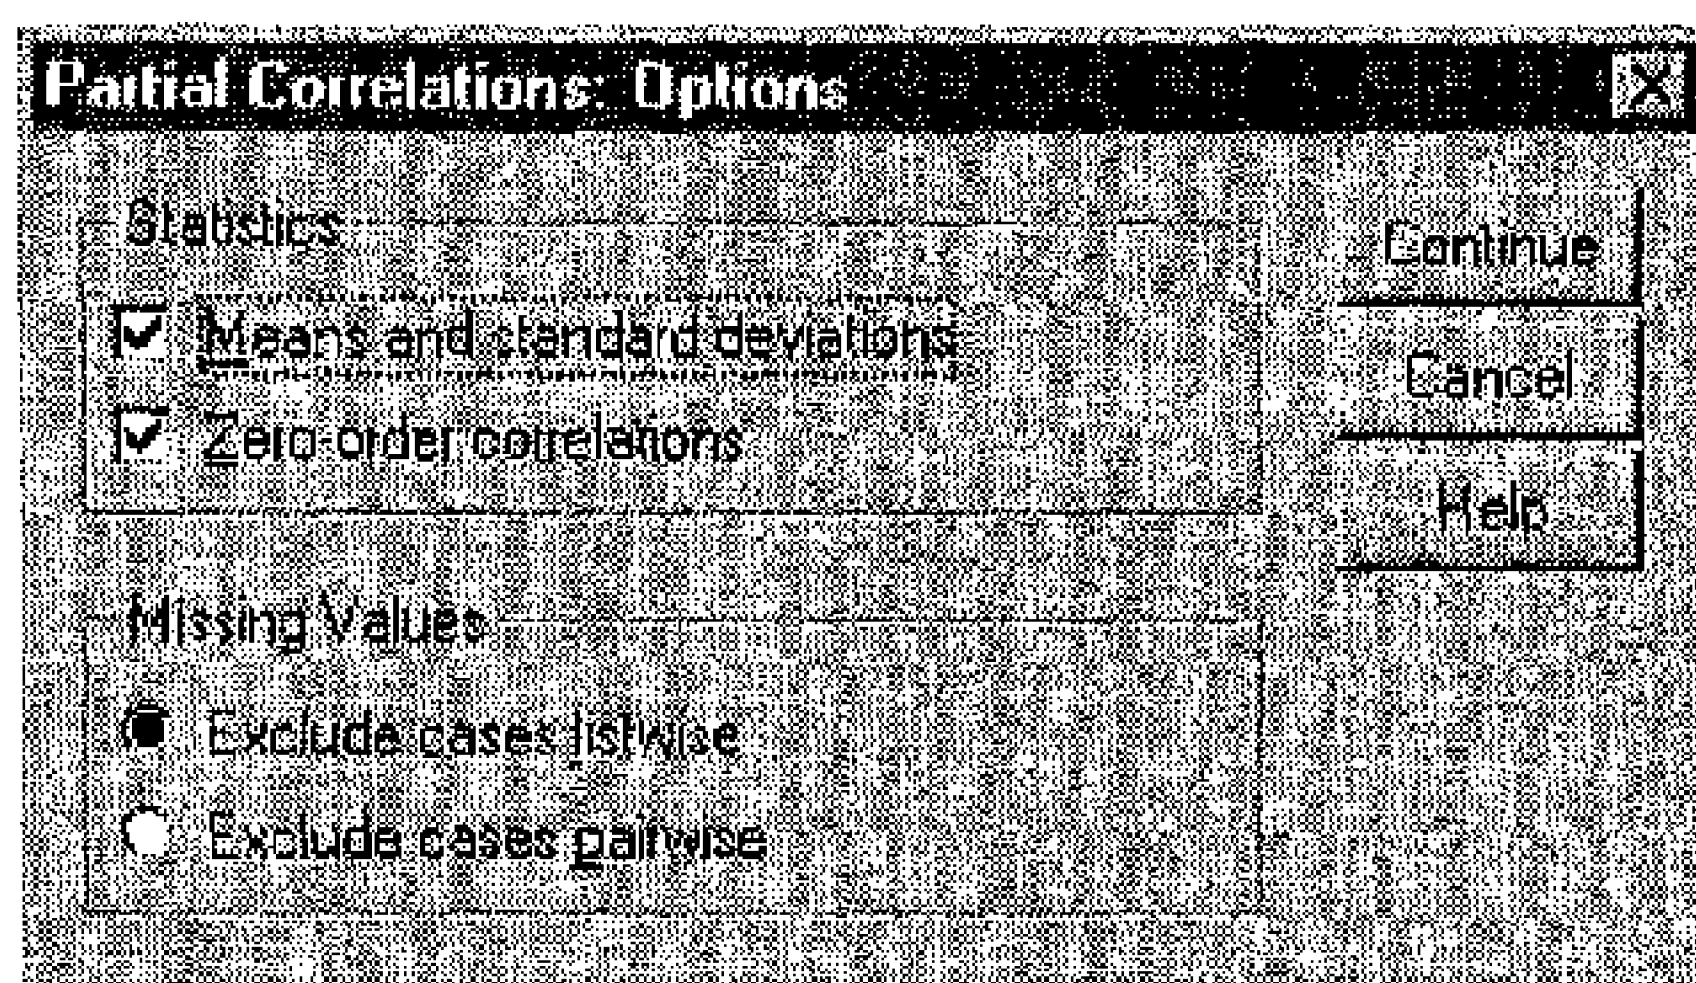 Partial Correlations: Options
Statistics
Means and standard deviations
Zero-order correlations
Missing Values
Exclude cases listwise
Exclude cases pairwise
Continue
Cancel
Help